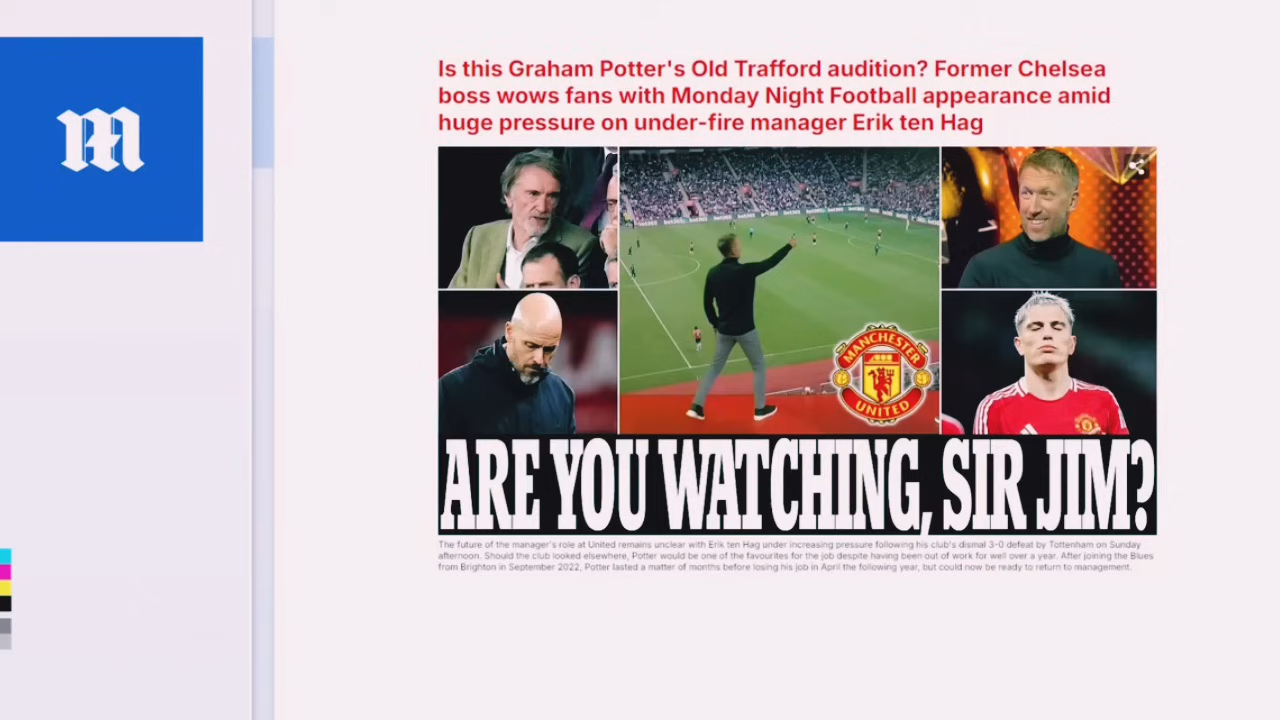 Is this Graham Potter's Old Trafford audition? Former Chelsea
boss wows fans with Monday Night Football appearance amid
huge pressure on under-fire manager Erik ten Hag
MANCHESTER
UNITED
ARE YOU WATCHING, SIR JIM?
The future of the manager's role at United remains unclear with Erik ten Hag under increasing pressure following his club's dismal 3-0 defeat by Tottenham on Sunday
afternoon. Should the club looked elsewhere, Potter would be one of the favourites for the job despite having been out of work for well over a year. After joining the Blues
from Brighton in September 2022, Potter lasted a matter of months before losing his job in April the following year, but could now be ready to return to management.